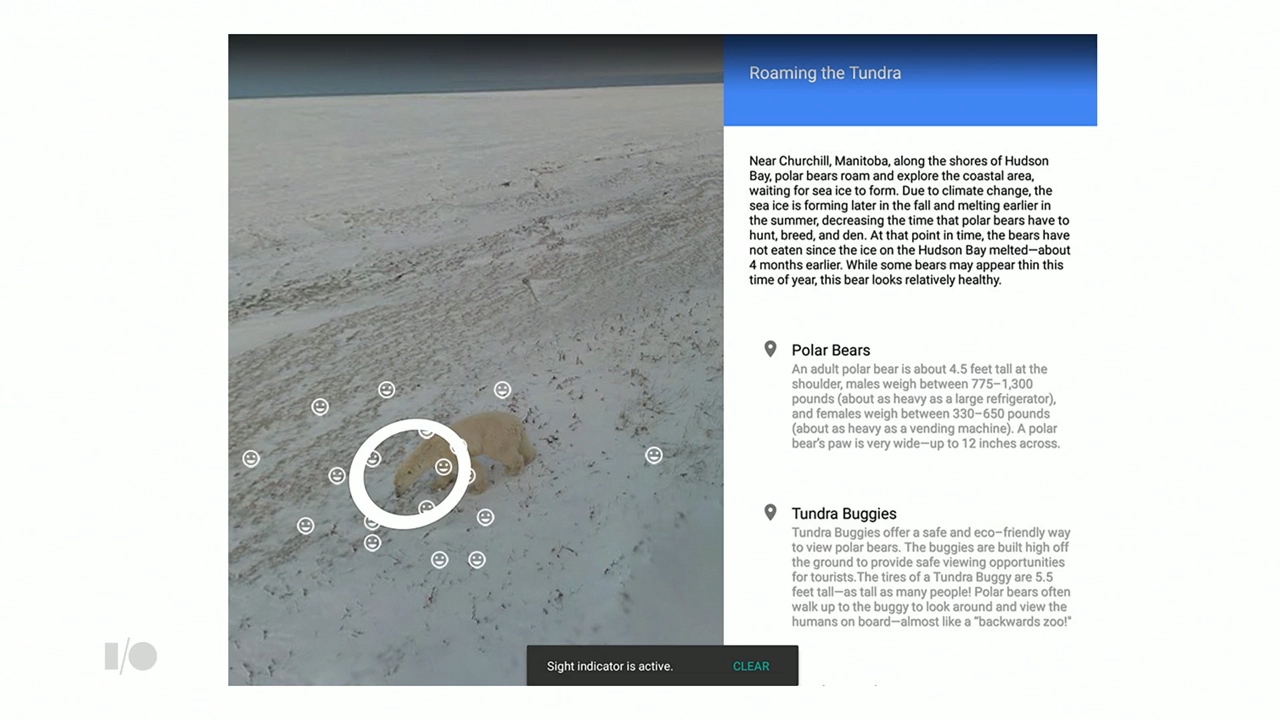 Roaming the Tundra
Near Churchill, Manitoba, along the shores of Hudson
Bay, polar bears roam and explore the coastal area,
waiting for sea ice to form. Due to climate change, the
sea ice is forming later in the fall and melting earlier in
the summer, decreasing the time that polar bears have to
hunt, breed, and den. At that point in time, the bears have
not eaten since the ice on the Hudson Bay melted—about
4 months earlier. While some bears may appear thin this
time of year, this bear looks relatively healthy.
Polar Bears
An adult polar bear is about 4.5 feet tall at the
shoulder, males weigh between 775–1,300
pounds (about as heavy as a large refrigerator),
and females weigh between 330–650 pounds
(about as heavy as a vending machine). A polar
bear's paw is very wide—up to 12 inches across.
Tundra Buggies
Tundra Buggies offer a safe and eco–friendly way
to view polar bears. The buggies are built high off
the ground to provide safe viewing opportunities
for tourists.The tires of a Tundra Buggy are 5.5
feet tall—as tall as many people! Polar bears often
walk up to the buggy to look around and view the
humans on board—almost like a "backwards zoo!"
Sight indicator is active.
CLEAR
I/O